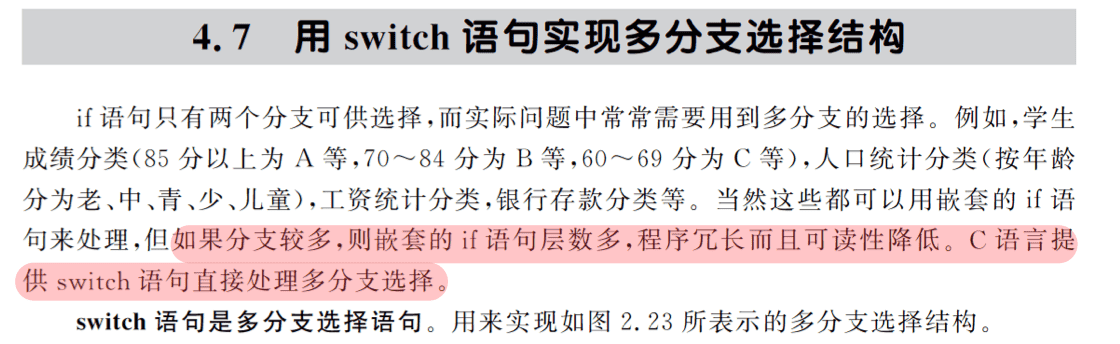 4.7 用 switch 语句实现多分支选择结构
if 语句只有两个分支可供选择,而实际问题中常常需要用到多分支的选择。例如,学生
成绩分类(85 分以上为 A 等,70～84 分为 B 等,60～69 分为 C 等),人口统计分类(按年龄
分为老、中、青、少、儿童),工资统计分类,银行存款分类等。当然这些都可以用嵌套的 if 语
句来处理,但如果分支较多,则嵌套的 if 语句层数多,程序冗长而且可读性降低。C 语言提
供 switch 语句直接处理多分支选择。
switch 语句是多分支选择语句。用来实现如图 2.23 所表示的多分支选择结构。